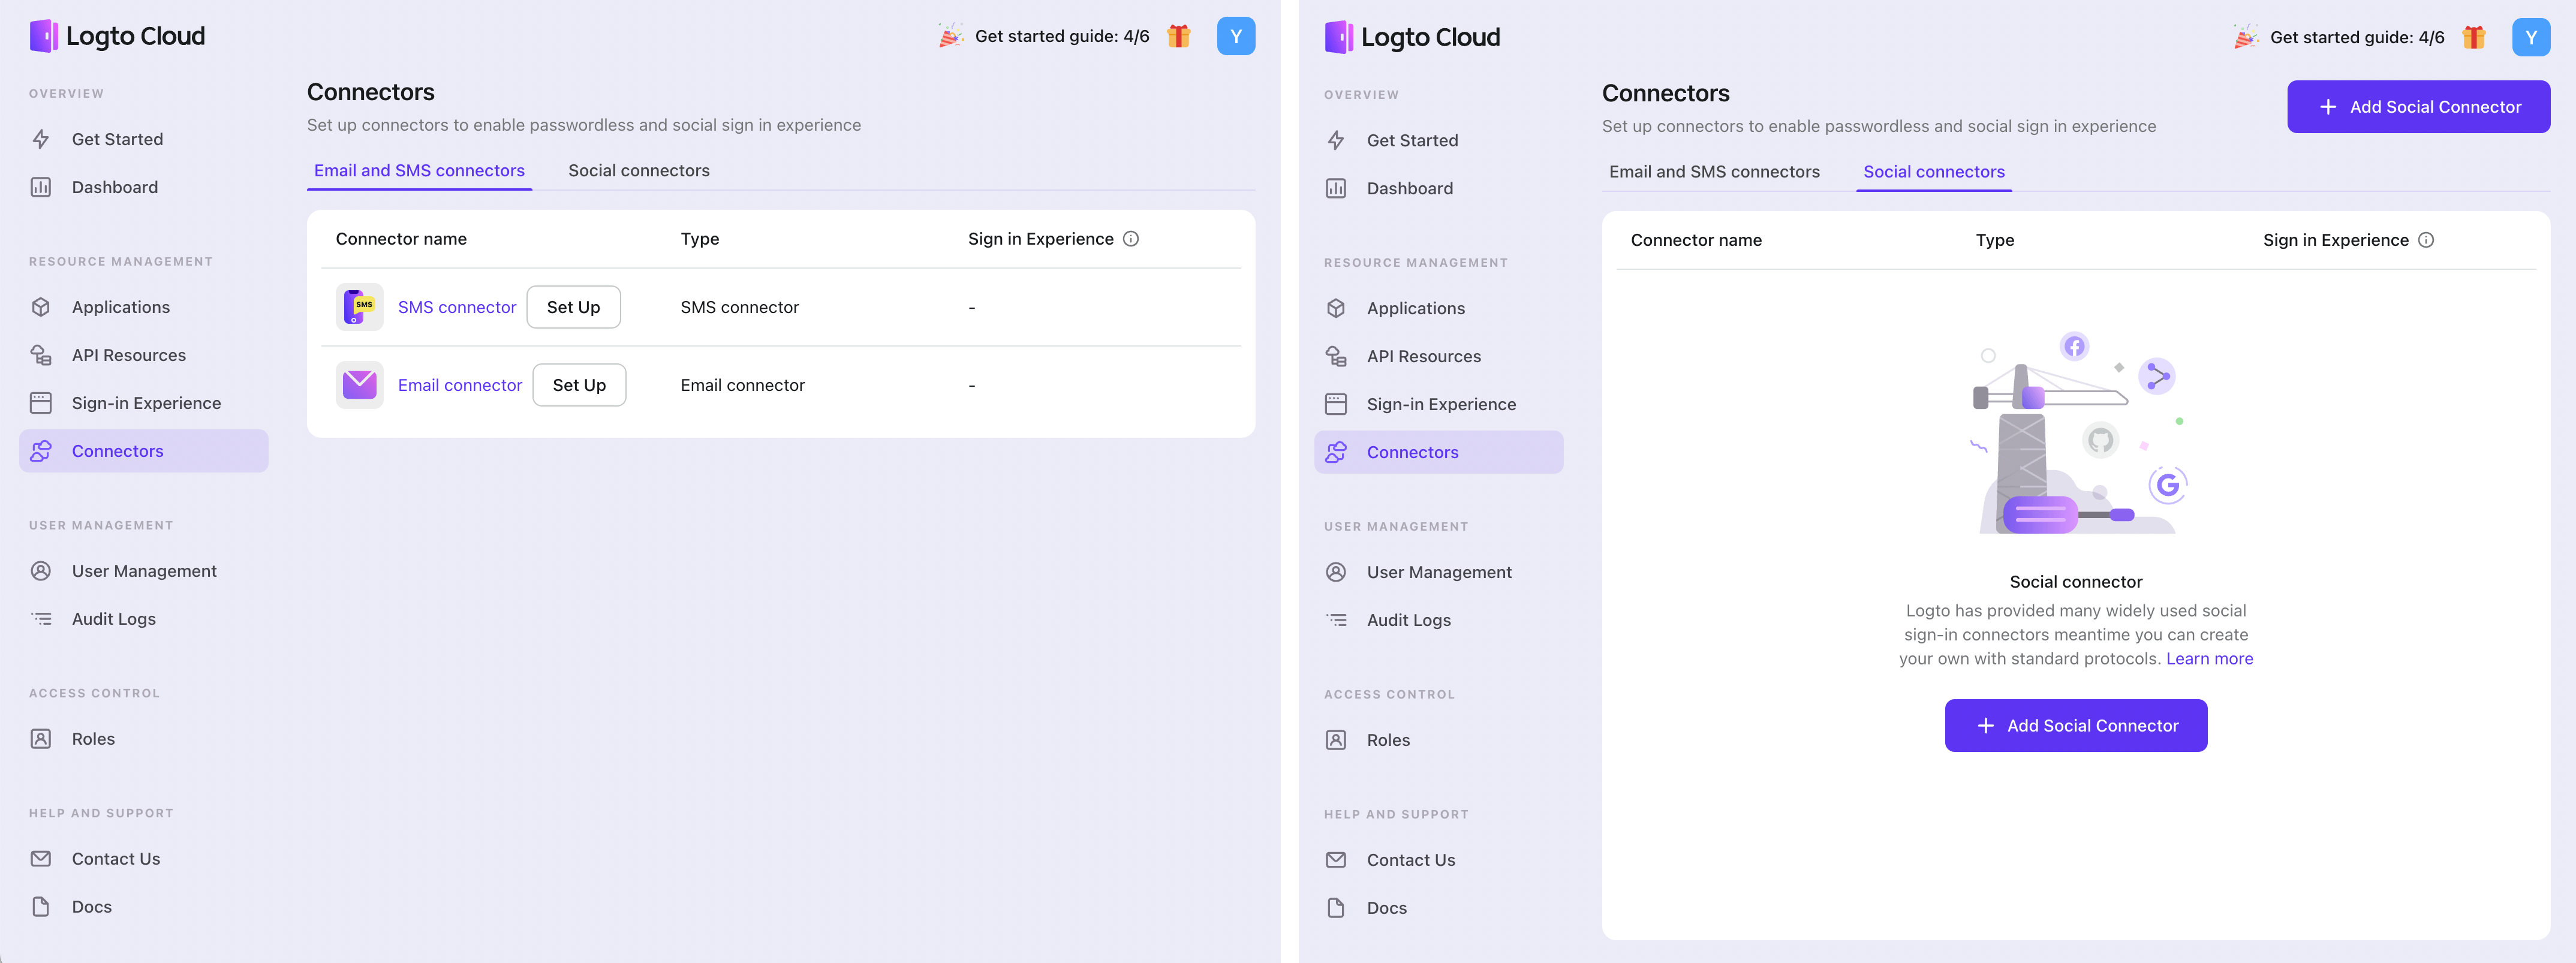 Logto Cloud
Get started guide: 4/6
Y
OVERVIEW
Get Started
Dashboard
RESOURCE MANAGEMENT
Applications
API Resources
Sign-in Experience
Connectors
USER MANAGEMENT
User Management
Audit Logs
ACCESS CONTROL
Roles
HELP AND SUPPORT
Contact Us
Docs
Connectors
Set up connectors to enable passwordless and social sign in experience
Email and SMS connectors Social connectors
Connector name Type Sign in Experience
SMS SMS connector Set Up SMS connector -
Email connector Set Up Email connector -
Logto Cloud
Get started guide: 4/6
Y
OVERVIEW
Get Started
Dashboard
RESOURCE MANAGEMENT
Applications
API Resources
Sign-in Experience
Connectors
USER MANAGEMENT
User Management
Audit Logs
ACCESS CONTROL
Roles
HELP AND SUPPORT
Contact Us
Docs
Connectors
Set up connectors to enable passwordless and social sign in experience
Add Social Connector
Email and SMS connectors Social connectors
Connector name Type Sign in Experience
G
Social connector
Logto has provided many widely used social
sign-in connectors meantime you can create
your own with standard protocols. Learn more
Add Social Connector